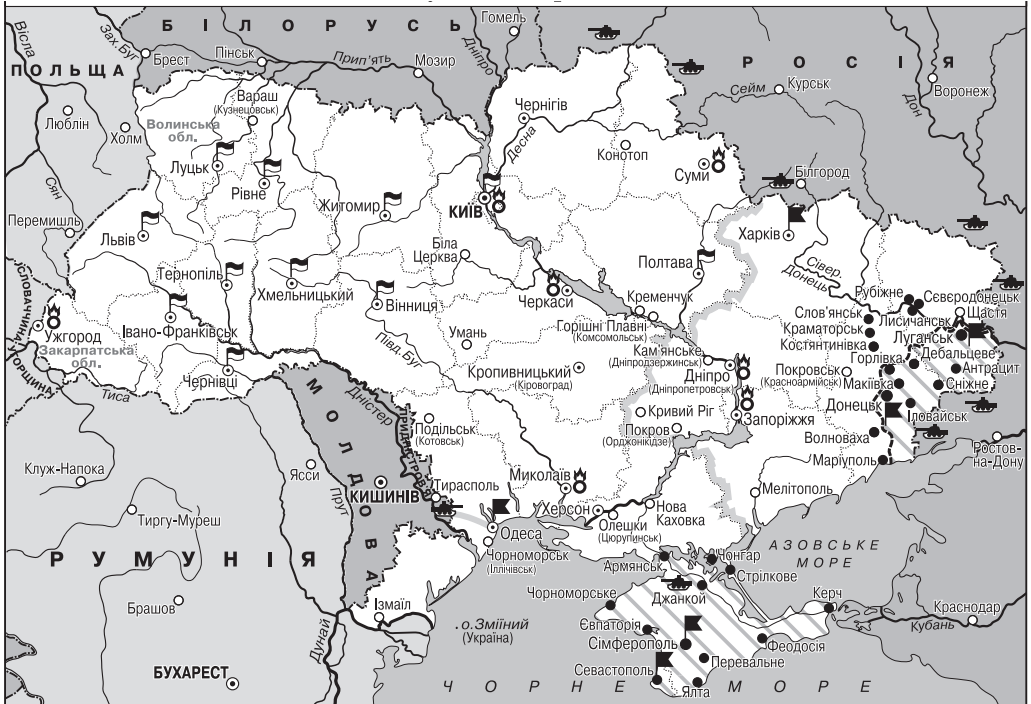 БІЛОРУСЬ
Гомель
Вісла
Зах. Буг
Брест
Пінськ
Прип'ять
Мозир
Дніпро
ПОЛЬЩА
РОСІЯ
Курськ
Сейм
Воронеж
Дон
Люблін
Холм
Волинська
обл.
Вараш
(Кузнецовськ)
Чернігів
Десна
Конотоп
Суми
Луцьк
Рівне
Сян
Перемишль
Житомир
КИЇВ
Білгород
Львів
Харків
Біла
Церква
Полтава
Сівер.
Донець
Тернопіль
Хмельницький
Вінниця
Черкаси
Кременчук
Рубіжне
Сєвєродонецьк
СЛОВАЧЧИНА
Ужгород
Закарпатська
обл.
УГОРЩИНА
Івано-Франківськ
Умань
Горішні Плавні
(Комсомольськ)
Слов'янськ
Лисичанськ
Щастя
Краматорськ
Луганськ
Костянтинівка
Дебальцеве
Півд. Буг
Кам'янське
(Дніпродзержинськ)
Горлівка
Антрацит
Чернівці
Тиса
Кропивницький
(Кіровоград)
Дніпро
(Дніпропетровськ)
Покровськ
(Красноармійськ)
Макіївка
Сніжне
МОЛДОВА
Дністер
ПРИДНІСТРОВ'Я
Подільськ
(Котовськ)
Кривий Ріг
Запоріжжя
Донецьк
Іловайськ
Покров
(Орджонікідзе)
Волноваха
Ростов-
на-Дону
Клуж-Напока
Ясси
Прут
КИШИНІВ
Тирасполь
Миколаїв
Маріуполь
Мелітополь
Тиргу-Муреш
Херсон
Нова
Каховка
Одеса
Олешки
(Цюрупинськ)
РУМУНІЯ
Чорноморськ
(Іллічівськ)
Армянськ
Чонгар
Стрілкове
АЗОВСЬКЕ
МОРЕ
Брашов
Ізмаїл
Чорноморське
Джанкой
Керч
Краснодар
Кубань
о. Зміїний
(Україна)
Євпаторія
Сімферополь
Феодосія
Дунай
БУХАРЕСТ
Севастополь
Перевальне
Ялта
ЧОРНЕ МОРЕ